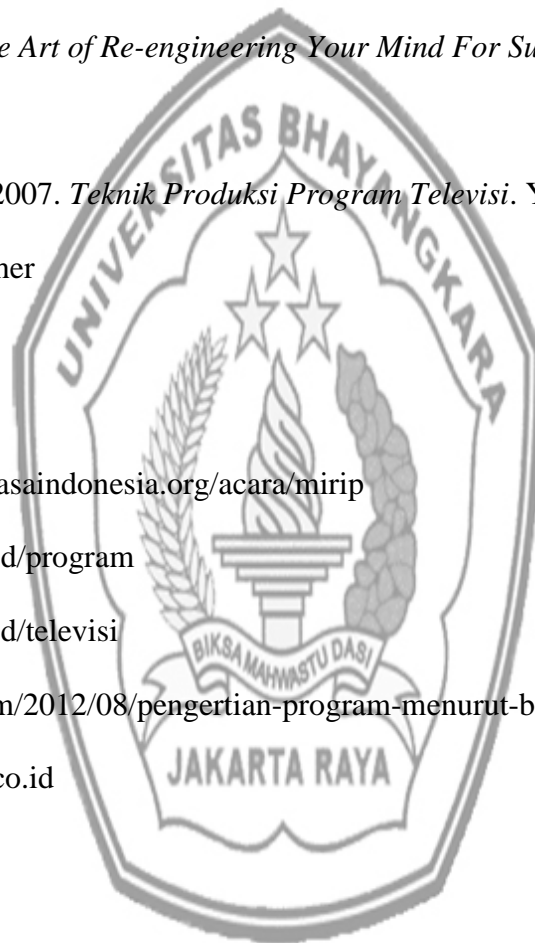 e Art of Re-engineering Your Mind For Su
2007. Teknik Produksi Program Televisi. Y
her
asaindonesia.org/acara/mirip
d/program
d/televisi
m/2012/08/pengertian-program-menurut-b
co.id
UNIVERSITAS BHAYANGKARA
BIKSA MAHWASTU DASI
JAKARTA RAYA